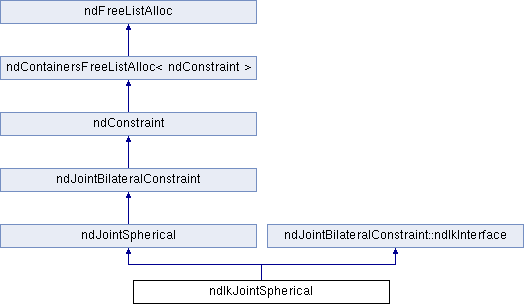 ndFreeListAlloc
ndContainersFreeListAlloc< ndConstraint >
ndConstraint
ndJointBilateralConstraint
ndJointSpherical
ndJointBilateralConstraint::ndIkInterface
ndIkJointSpherical